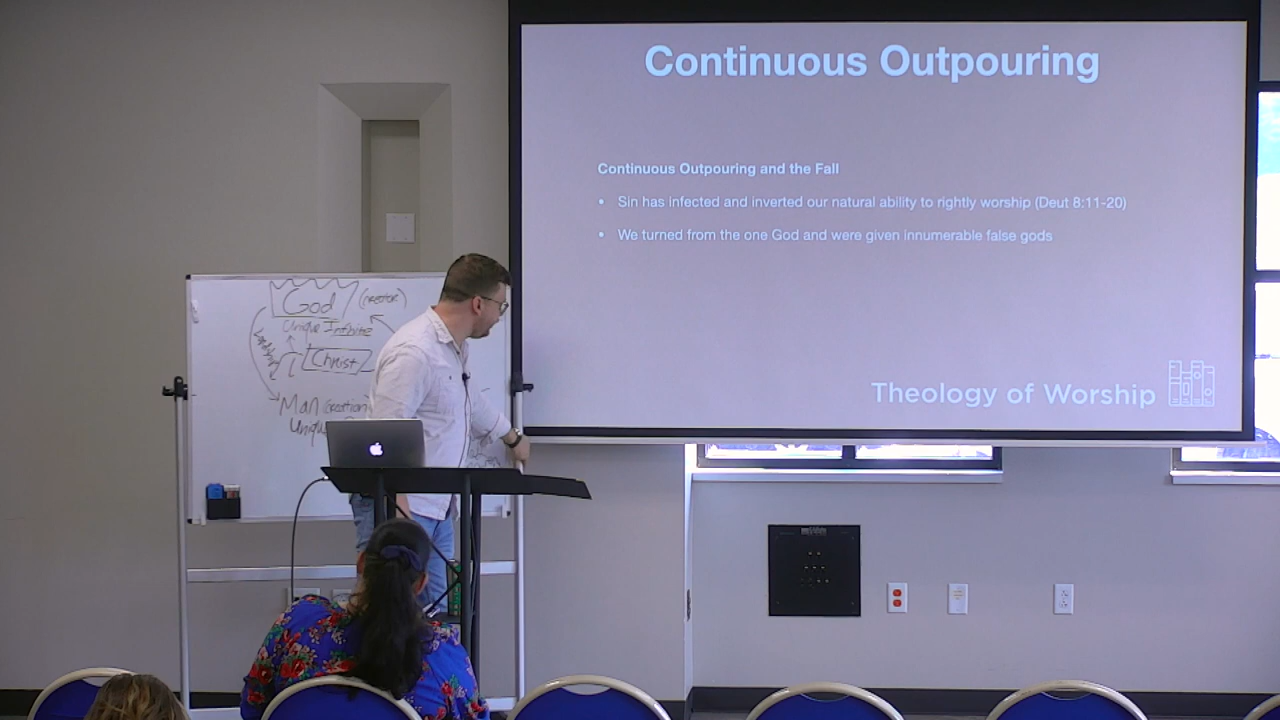 Continuous Outpouring
Continuous Outpouring and the Fall
• Sin has infected and inverted our natural ability to rightly worship (Deut 8:11-20)
• We turned from the one God and were given innumerable false gods
Theology of Worship
God (creator)
Unique Infinite
Christ
Man (creation)
Unique